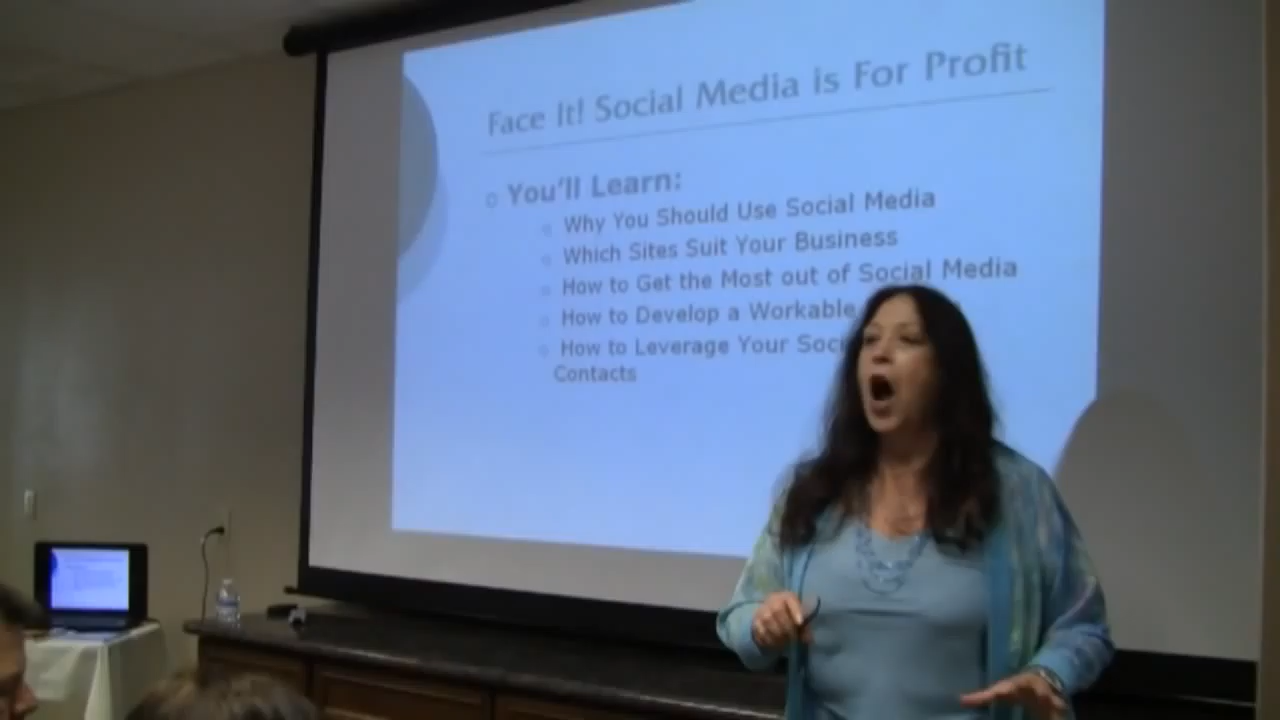 Face It! Social Media is For Profit
You'll Learn:
Why You Should Use Social Media
Which Sites Suit Your Business
How to Get the Most out of Social Media
How to Develop a Workable
How to Leverage Your
Contacts